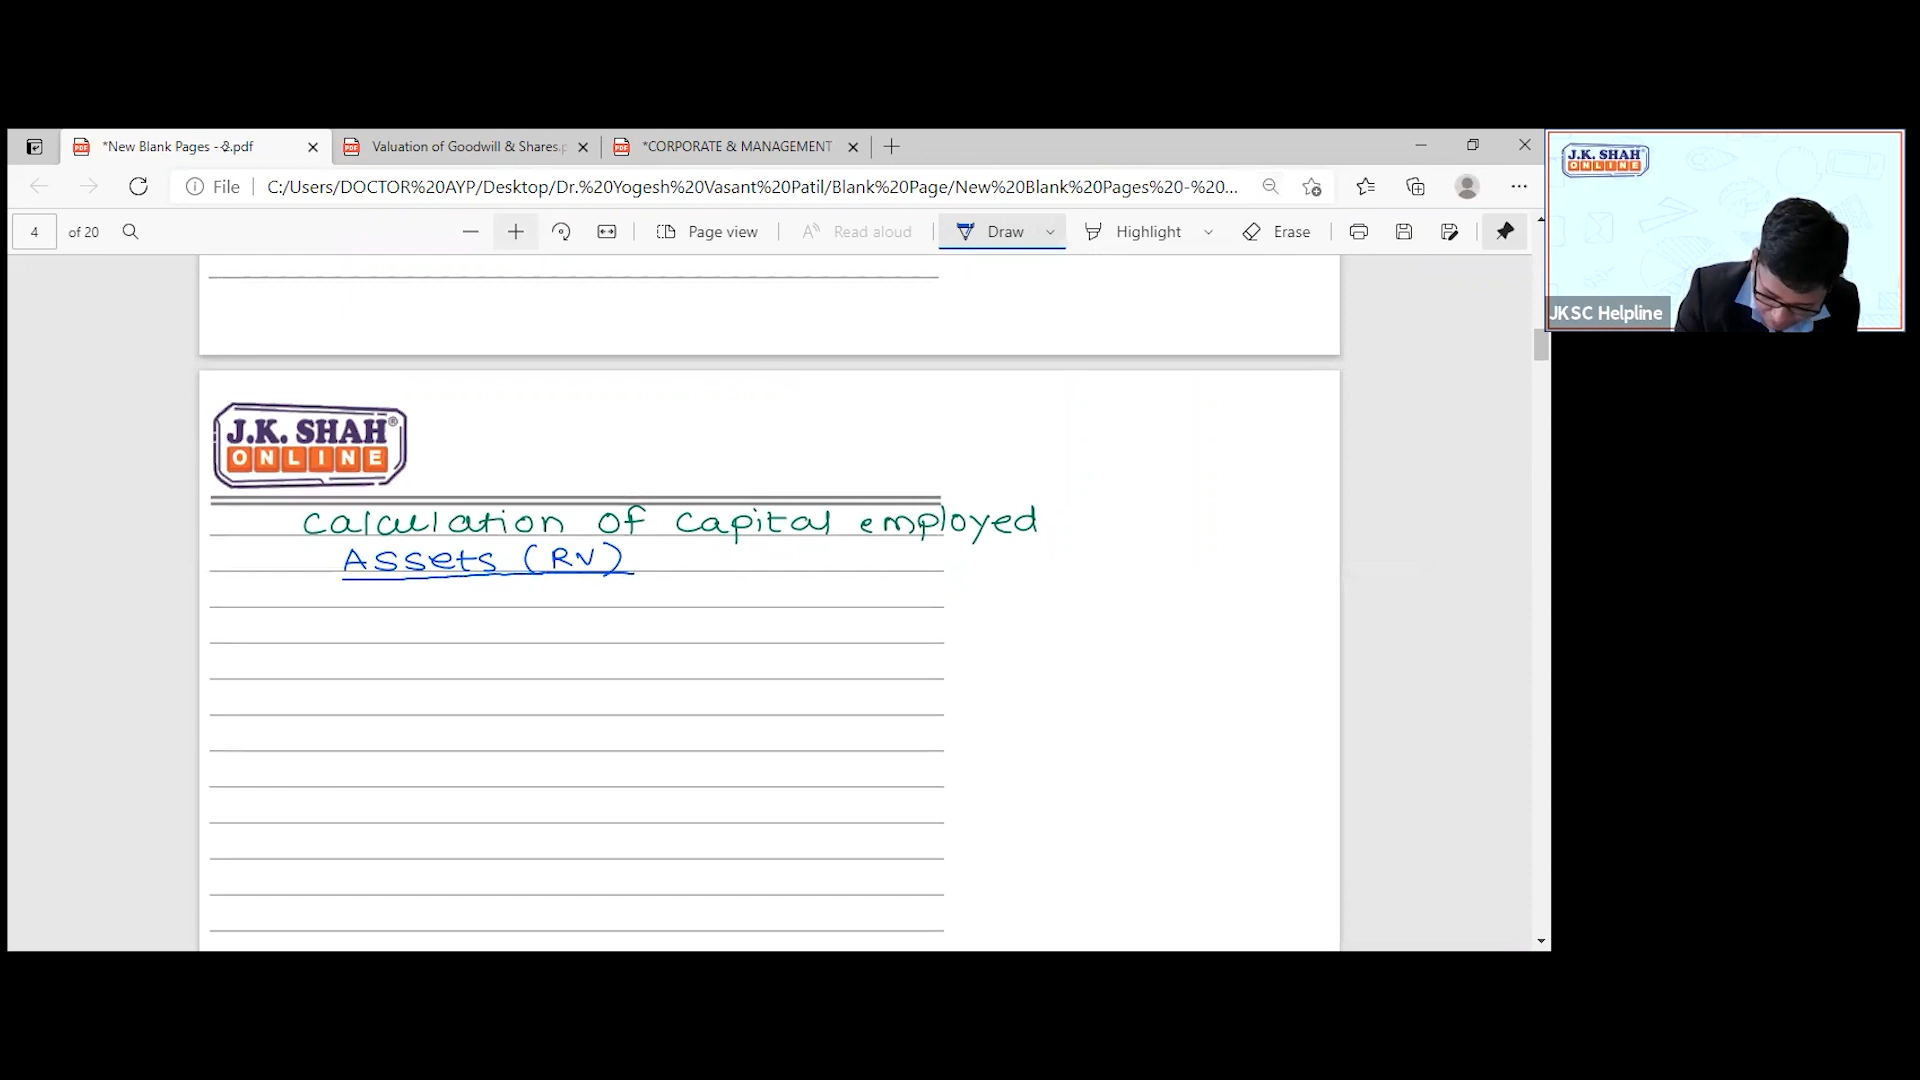 *New Blank Pages - 2.pdf
Valuation of Goodwill & Shares.p
*CORPORATE & MANAGEMENT
File
C:/Users/DOCTOR%20AYP/Desktop/Dr.%20Yogesh%20Vasant%20Patil/Blank%20Page/New%20Blank%20Pages%20-%20...
4 of 20
Page view
Read aloud
Draw
Highlight
Erase
J.K. SHAH®
ONLINE
JKSC Helpline
J.K. SHAH®
ONLINE
Calculation of capital employed
Assets (RV)